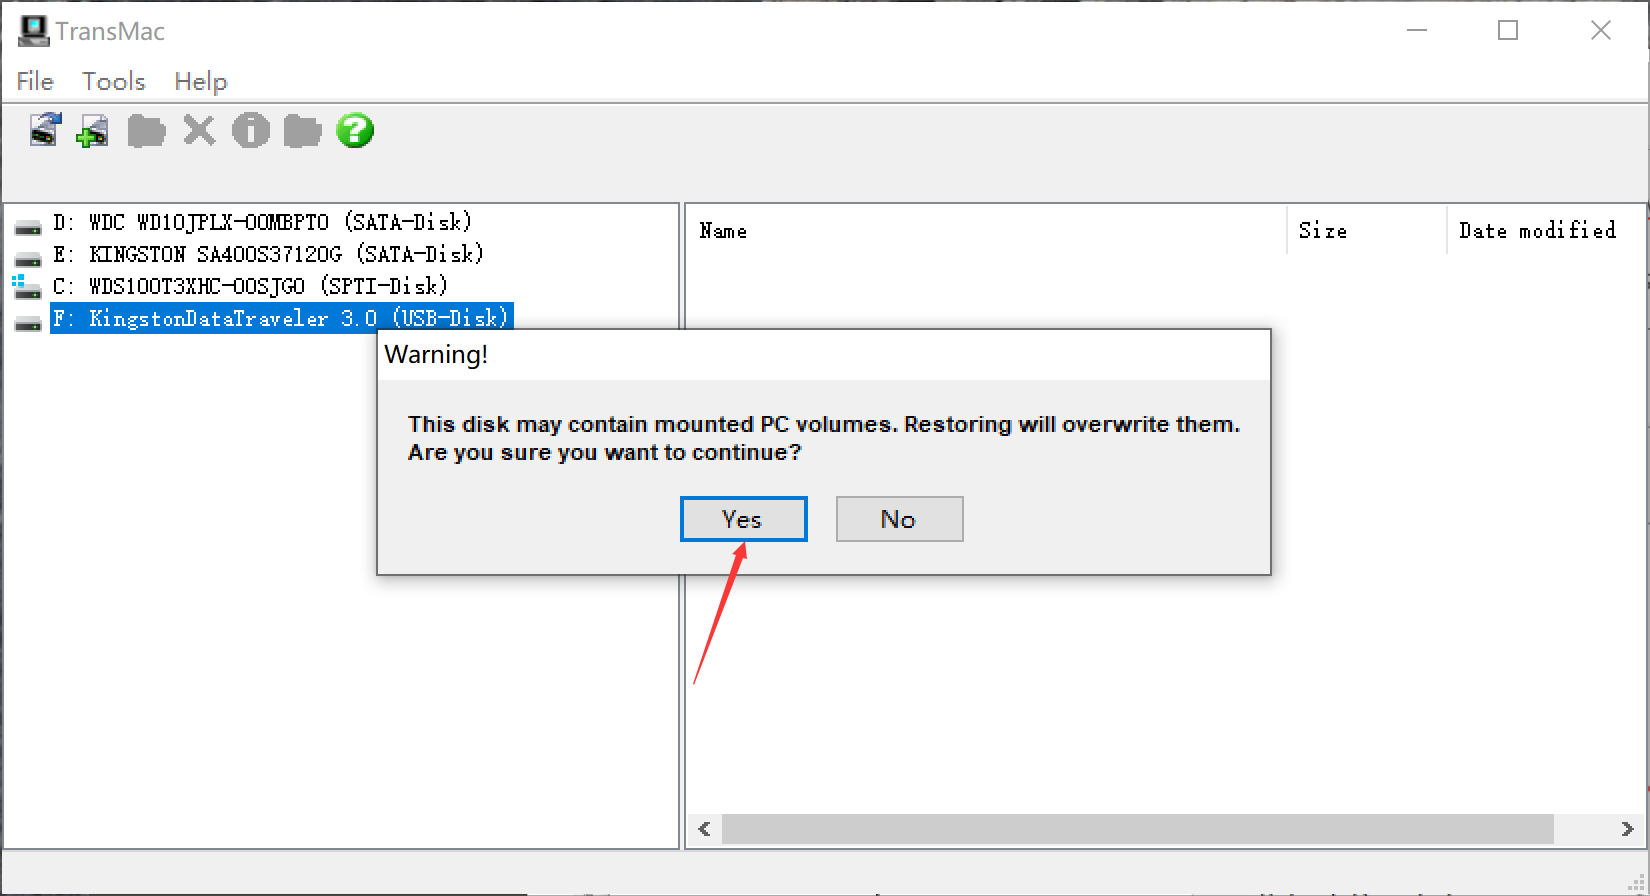 TransMac
File Tools Help
D: WDC WD10JPLX-00MBPT0 (SATA-Disk)
E: KINGSTON SA400S37120G (SATA-Disk)
C: WDS100T3XHC-00SJG0 (SPTI-Disk)
F: KingstonDataTraveler 3.0 (USB-Disk)
Name Size Date modified
Warning!
This disk may contain mounted PC volumes. Restoring will overwrite them.
Are you sure you want to continue?
Yes No